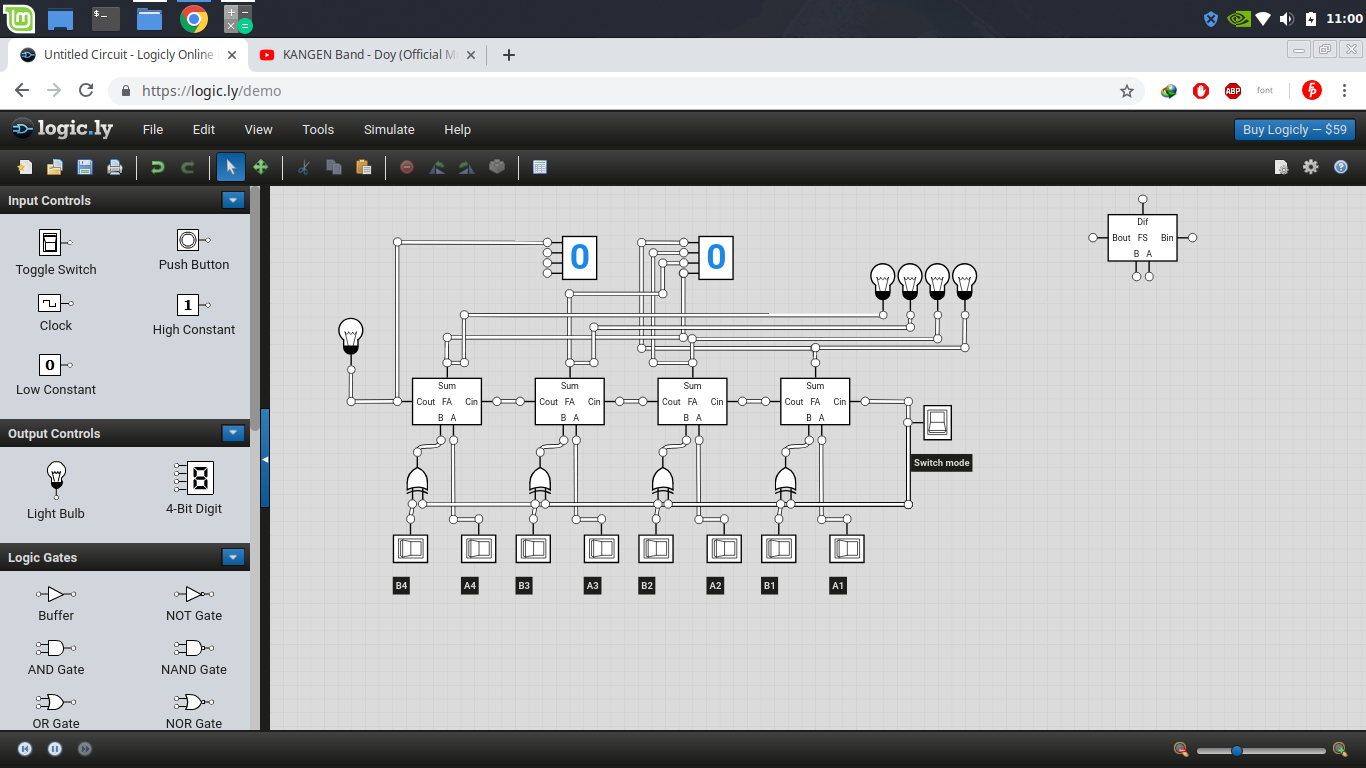 11:00
Untitled Circuit - Logicly Online
KANGEN Band - Doy (Official M
https://logic.ly/demo
ABP
font
logic.ly
File Edit View Tools Simulate Help
Buy Logicly — $59
Input Controls
Toggle Switch
Push Button
Clock
1
High Constant
0
Low Constant
Output Controls
Light Bulb
8
4-Bit Digit
Logic Gates
Buffer
NOT Gate
AND Gate
NAND Gate
OR Gate
NOR Gate
0
0
Dif
Bout FS Bin
B A
Sum
Cout FA Cin
B A
Sum
Cout FA Cin
B A
Sum
Cout FA Cin
B A
Sum
Cout FA Cin
B A
Switch mode
B4 A4 B3 A3 B2 A2 B1 A1